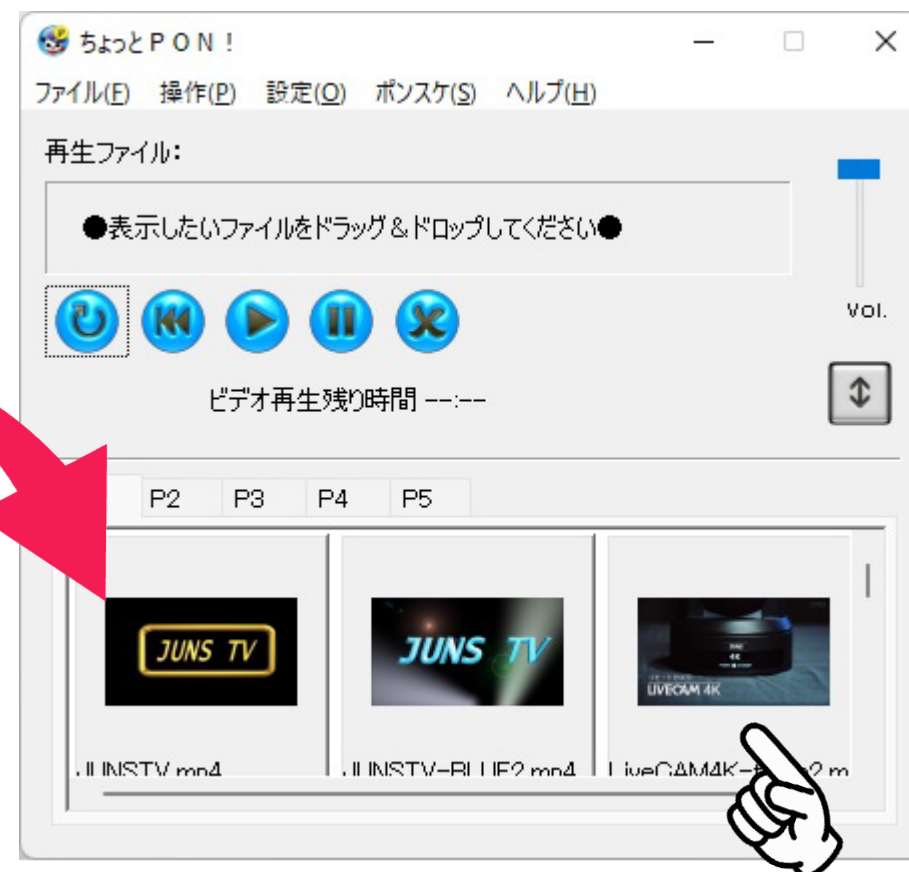 ちょっとＰＯＮ！
ファイル(F) 操作(P) 設定(O) ポンスケ(S) ヘルプ(H)
再生ファイル：
●表示したいファイルをドラッグ＆ドロップしてください●
Vol.
ビデオ再生残り時間 --:--
P2 P3 P4 P5
JUNS TV
JUNS TV
LIVECAM 4K
JUNSTV.mp4
JUNSTV-BLUE2.mp4